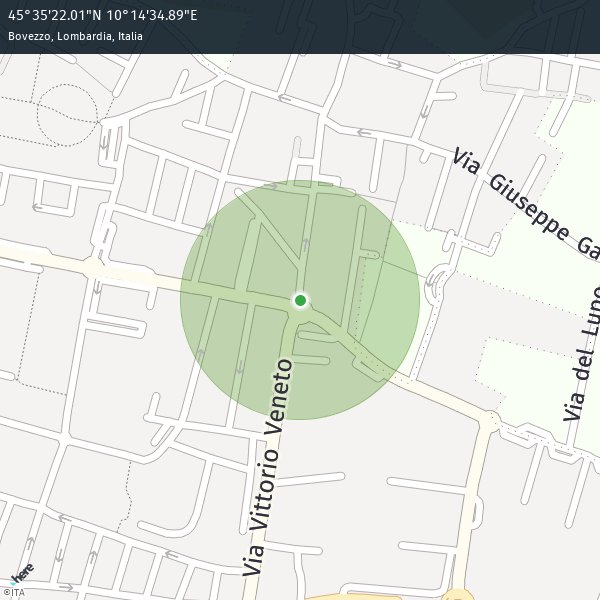 45°35'22.01"N 10°14'34.89"E
Bovezzo, Lombardia, Italia
Via Giuseppe Ga
Via del Lupo
Via Vittorio Veneto
here
©ITA